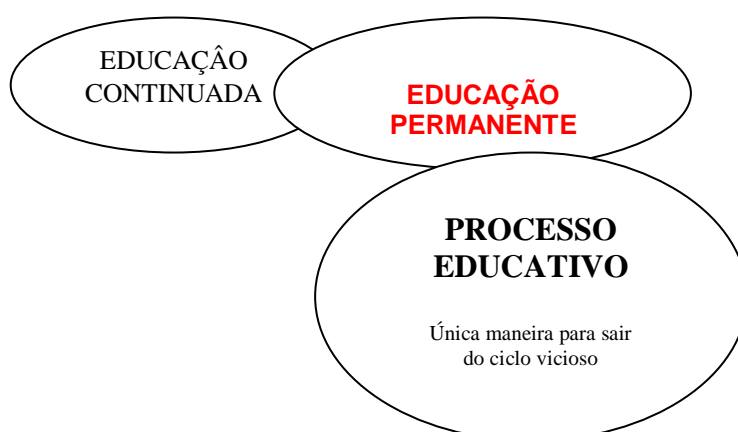 EDUCAÇÂO
CONTINUADA
EDUCAÇÃO
PERMANENTE
PROCESSO
EDUCATIVO
Única maneira para sair
do ciclo vicioso